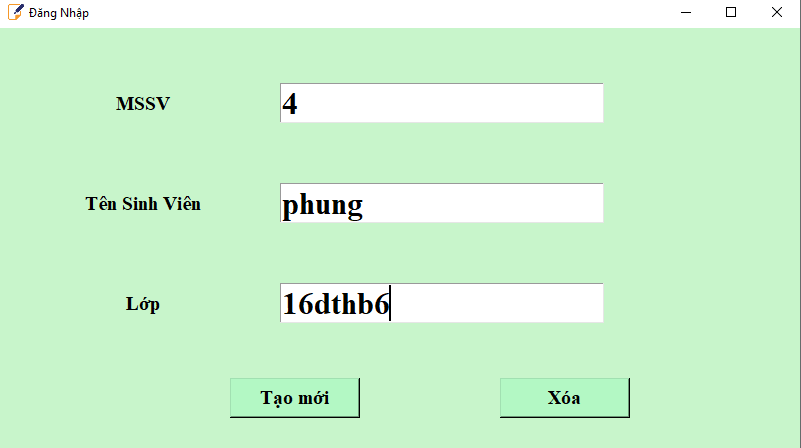 Đăng Nhập
MSSV 4
Tên Sinh Viên phung
Lớp 16dthb6
Tạo mới Xóa